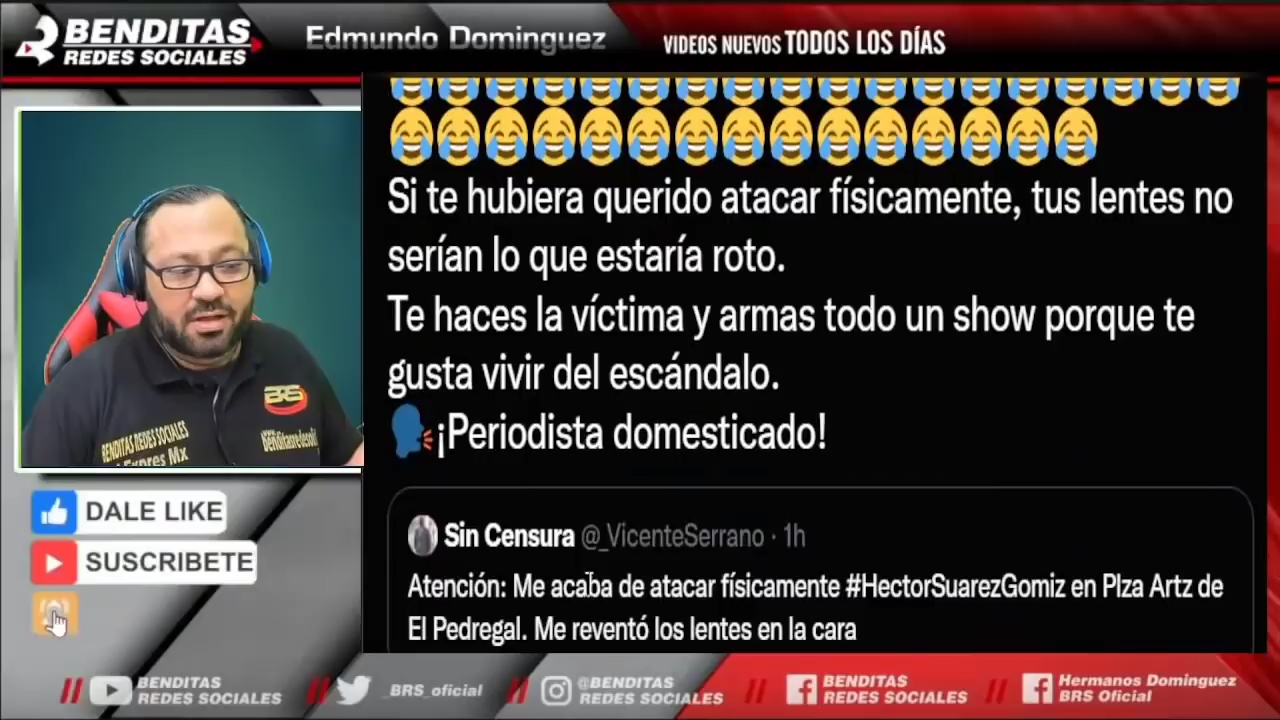 BENDITAS
REDES SOCIALES
Edmundo Dominguez
VIDEOS NUEVOS TODOS LOS DÍAS
Si te hubiera querido atacar físicamente, tus lentes no
serían lo que estaría roto.
Te haces la víctima y armas todo un show porque te
gusta vivir del escándalo.
¡Periodista domesticado!
Sin Censura @_VicenteSerrano · 1h
Atención: Me acaba de atacar físicamente #HectorSuarezGomiz en Plza Artz de
El Pedregal. Me reventó los lentes en la cara
BRS
BENDITAS REDES SOCIALES
Expres Mx
DALE LIKE
SUSCRIBETE
BENDITAS
REDES SOCIALES
_BRS_oficial
@BENDITAS
REDES SOCIALES
BENDITAS
REDES SOCIALES
Hermanos Dominguez
BRS Oficial